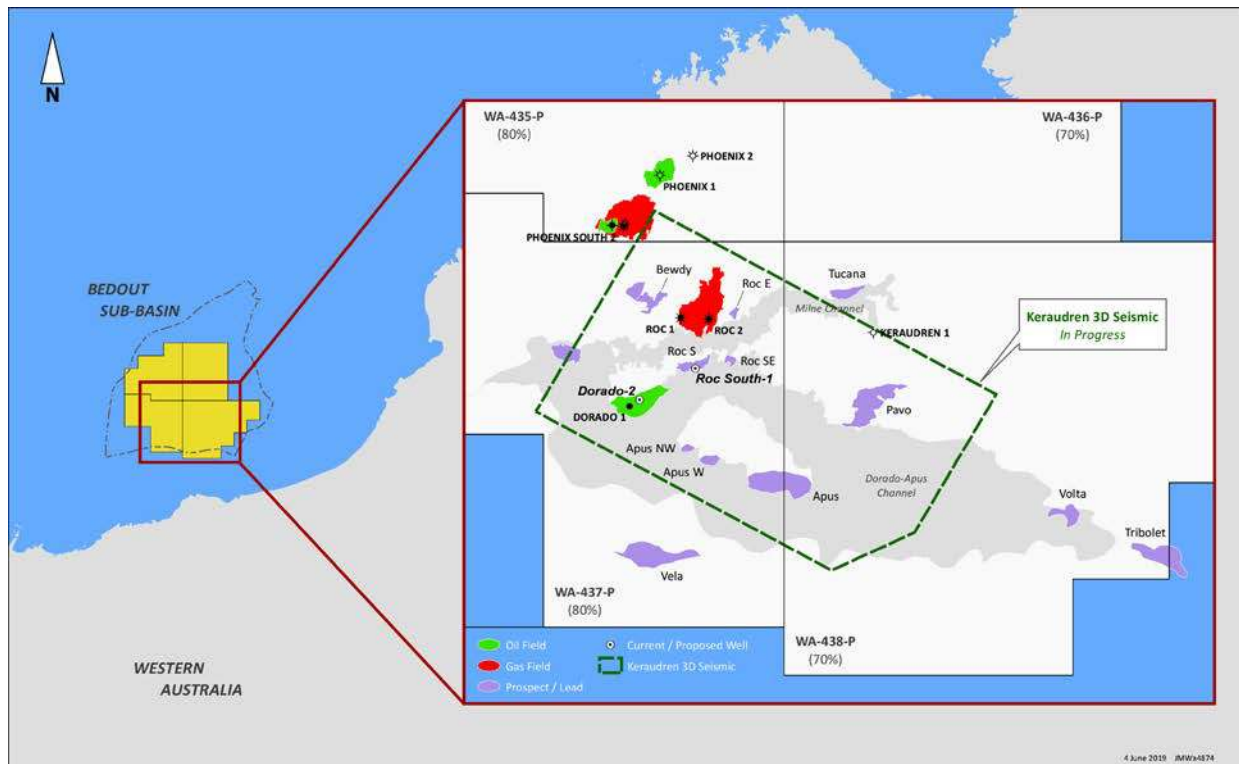 N
BEDOUT
SUB-BASIN
WESTERN
AUSTRALIA
WA-435-P
(80%)
WA-436-P
(70%)
PHOENIX 2
PHOENIX 1
PHOENIX SOUTH 2
Bewdy
Roc E
Tucana
Milne Channel
ROC 1
ROC 2
KERAUDREN 1
Keraudren 3D Seismic
In Progress
Roc S
Roc SE
Roc South-1
Dorado-2
DORADO 1
Pavo
Apus NW
Apus W
Apus
Dorado-Apus
Channel
Volta
Tribolet
Vela
WA-437-P
(80%)
WA-438-P
(70%)
Oil Field
Current / Proposed Well
Gas Field
Keraudren 3D Seismic
Prospect / Lead
4 June 2019 JMWa4874